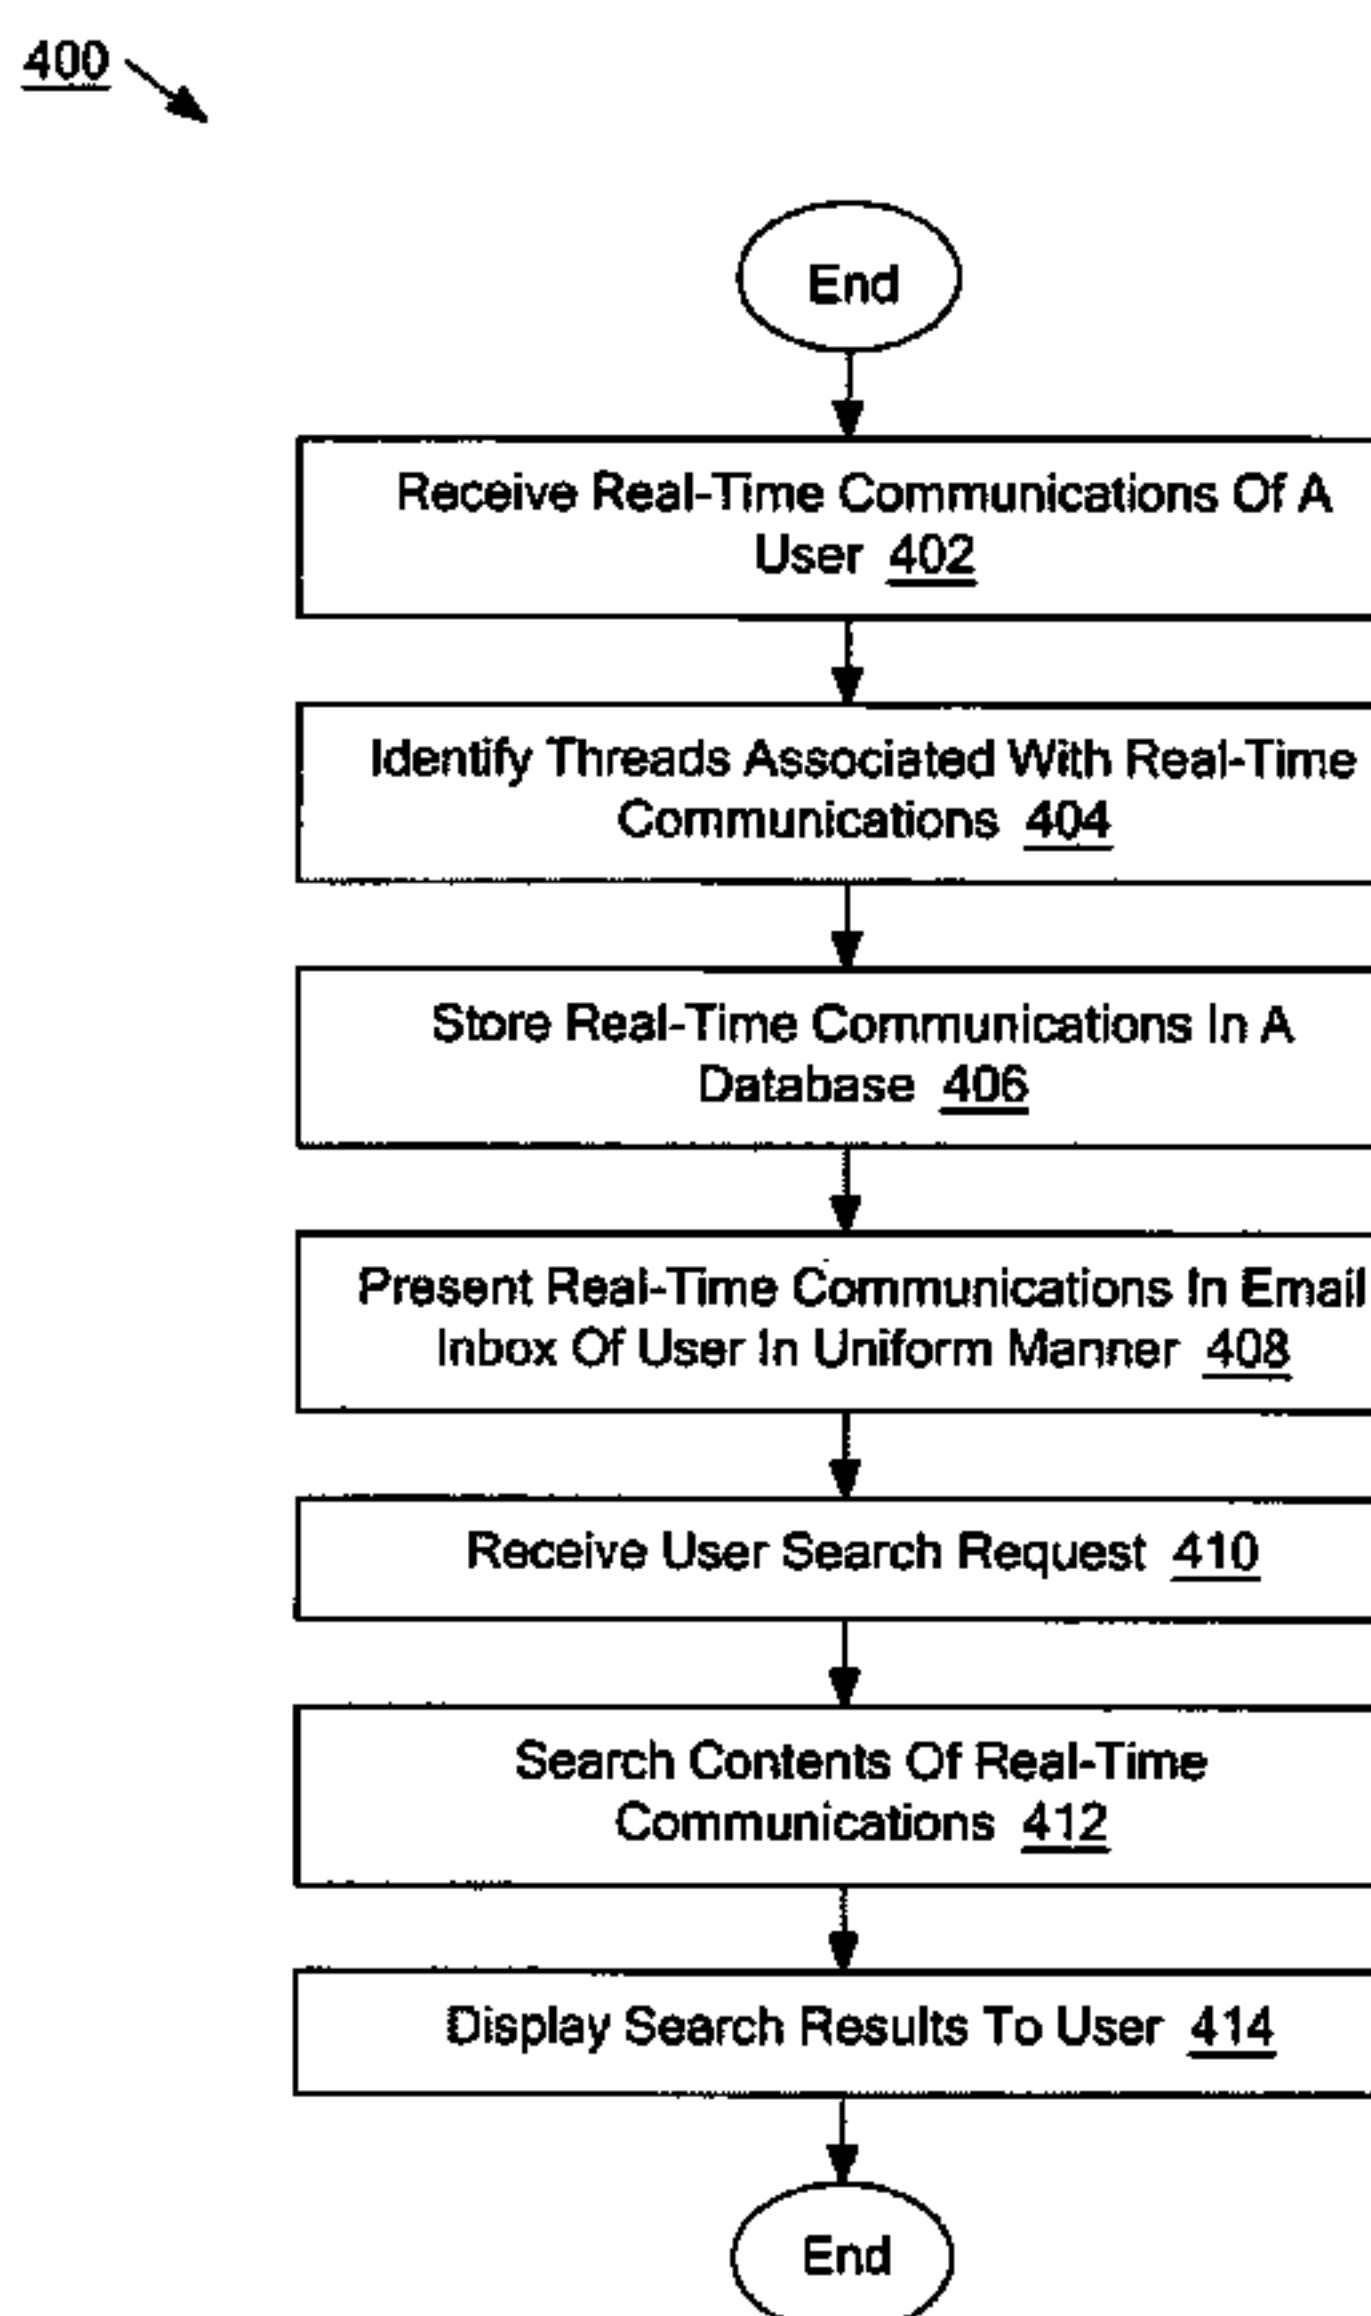 400
End
Receive Real-Time Communications Of A
User 402
Identify Threads Associated With Real-Time
Communications 404
Store Real-Time Communications In A
Database 406
Present Real-Time Communications In Email
Inbox Of User In Uniform Manner 408
Receive User Search Request 410
Search Contents Of Real-Time
Communications 412
Display Search Results To User 414
End